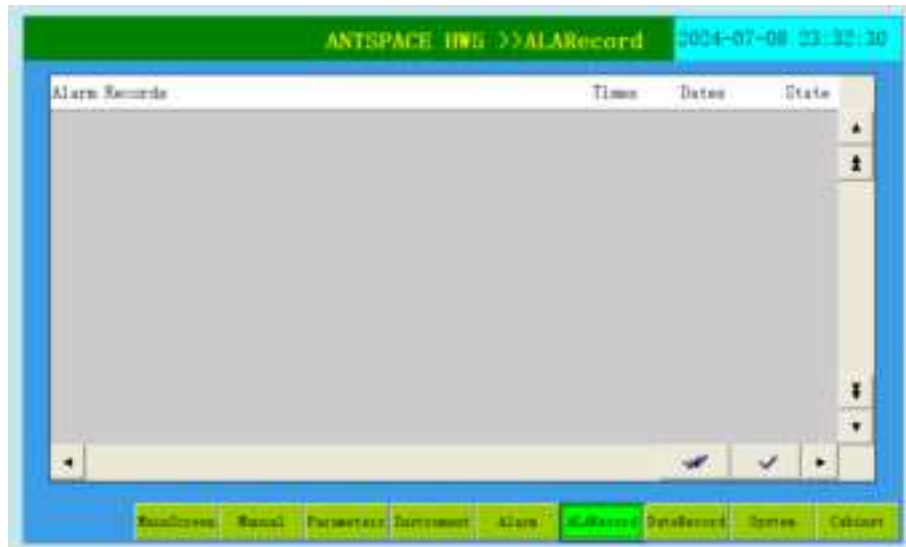 ANTSPACE HW5 >>ALARecord 2024-07-08 23:32:30
Alarm Records Times Dates State
MainScreen Manual Parameters Instrument Alarm ALARecord DataRecord System Cabinet